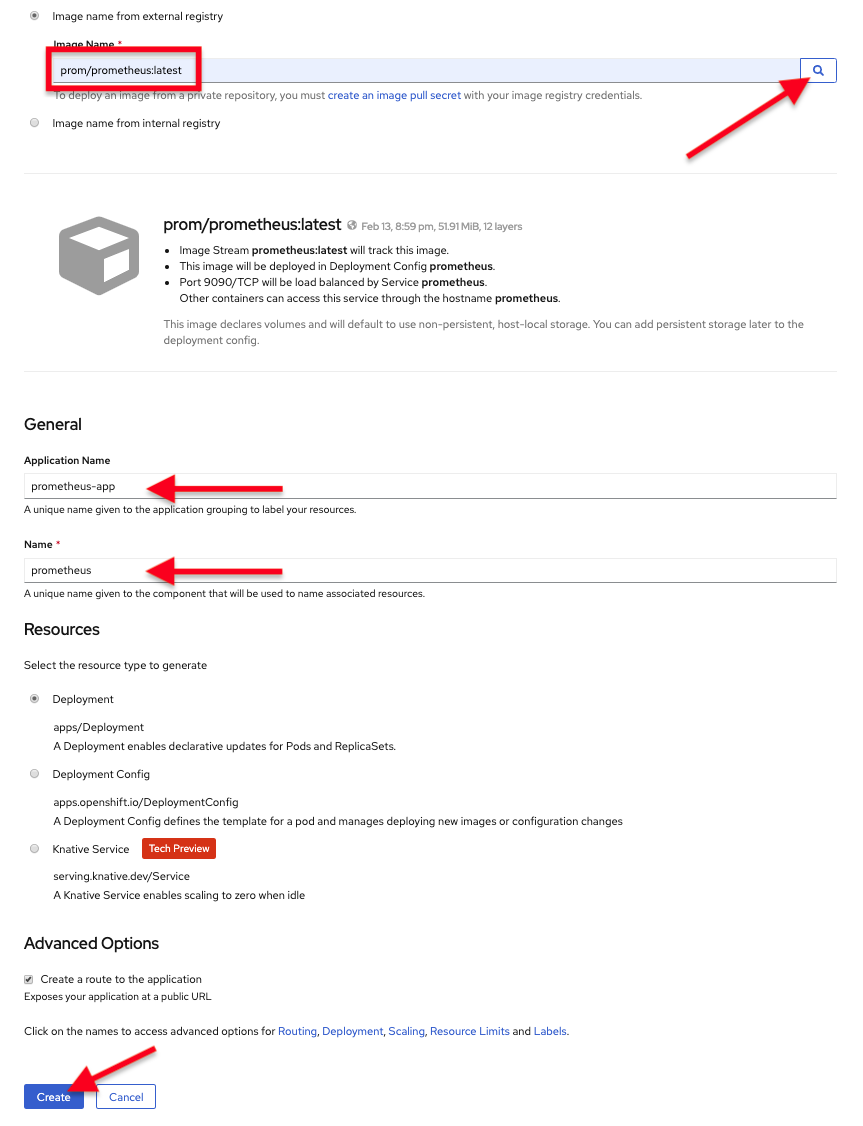 Image name from external registry
Image Name *
prom/prometheus:latest
To deploy an image from a private repository, you must create an image pull secret with your image registry credentials.
Image name from internal registry
prom/prometheus:latest Feb 13, 8:59 pm, 51.91 MiB, 12 layers
• Image Stream prometheus:latest will track this image.
• This image will be deployed in Deployment Config prometheus.
• Port 9090/TCP will be load balanced by Service prometheus.
Other containers can access this service through the hostname prometheus.
This image declares volumes and will default to use non-persistent, host-local storage. You can add persistent storage later to the
deployment config.
General
Application Name
prometheus-app
A unique name given to the application grouping to label your resources.
Name *
prometheus
A unique name given to the component that will be used to name associated resources.
Resources
Select the resource type to generate
Deployment
apps/Deployment
A Deployment enables declarative updates for Pods and ReplicaSets.
Deployment Config
apps.openshift.io/DeploymentConfig
A Deployment Config defines the template for a pod and manages deploying new images or configuration changes
Knative Service Tech Preview
serving.knative.dev/Service
A Knative Service enables scaling to zero when idle
Advanced Options
Create a route to the application
Exposes your application at a public URL
Click on the names to access advanced options for Routing, Deployment, Scaling, Resource Limits and Labels.
Create Cancel